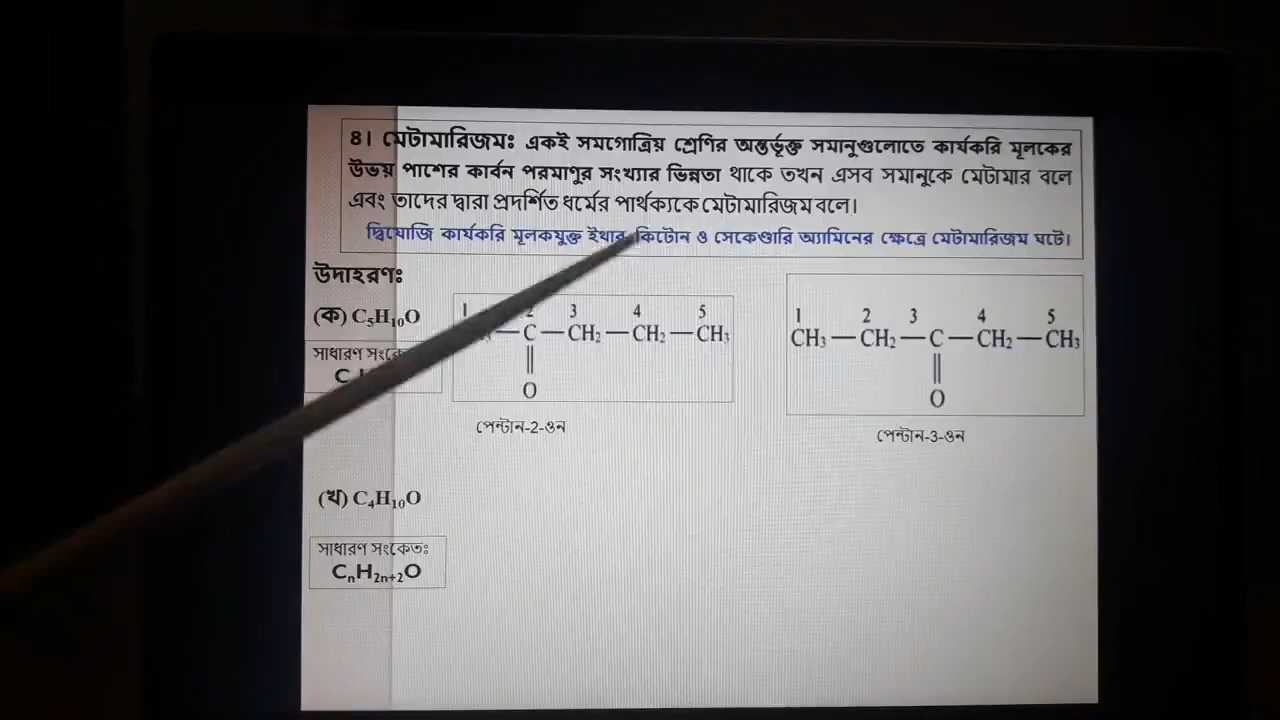 ৪। মেটামারিজমঃ একই সমগোত্রিয় শ্রেণির অন্তর্ভূক্ত সমানুগুলোতে কার্যকরি মূলকের
উভয় পাশের কার্বন পরমাণুর সংখ্যার ভিন্নতা থাকে তখন এসব সমানুকে মেটামার বলে
এবং তাদের দ্বারা প্রদর্শিত ধর্মের পার্থক্যকে মেটামারিজম বলে।
দ্বিযোজি কার্যকরি মূলকযুক্ত ইথার কিটোন ও সেকেণ্ডারি অ্যামিনের ক্ষেত্রে মেটামারিজম ঘটে।
উদাহরণঃ
(ক) C₅H₁₀O
সাধারণ
1 2 3 4 5
— C — CH₂ — CH₂ — CH₃
||
O
পেন্টান-2-ওন
1 2 3 4 5
CH₃ — CH₂ — C — CH₂ — CH₃
||
O
পেন্টান-3-ওন
(খ) C₄H₁₀O
সাধারণ সংকেতঃ
CₙH₂ₙ₊₂O